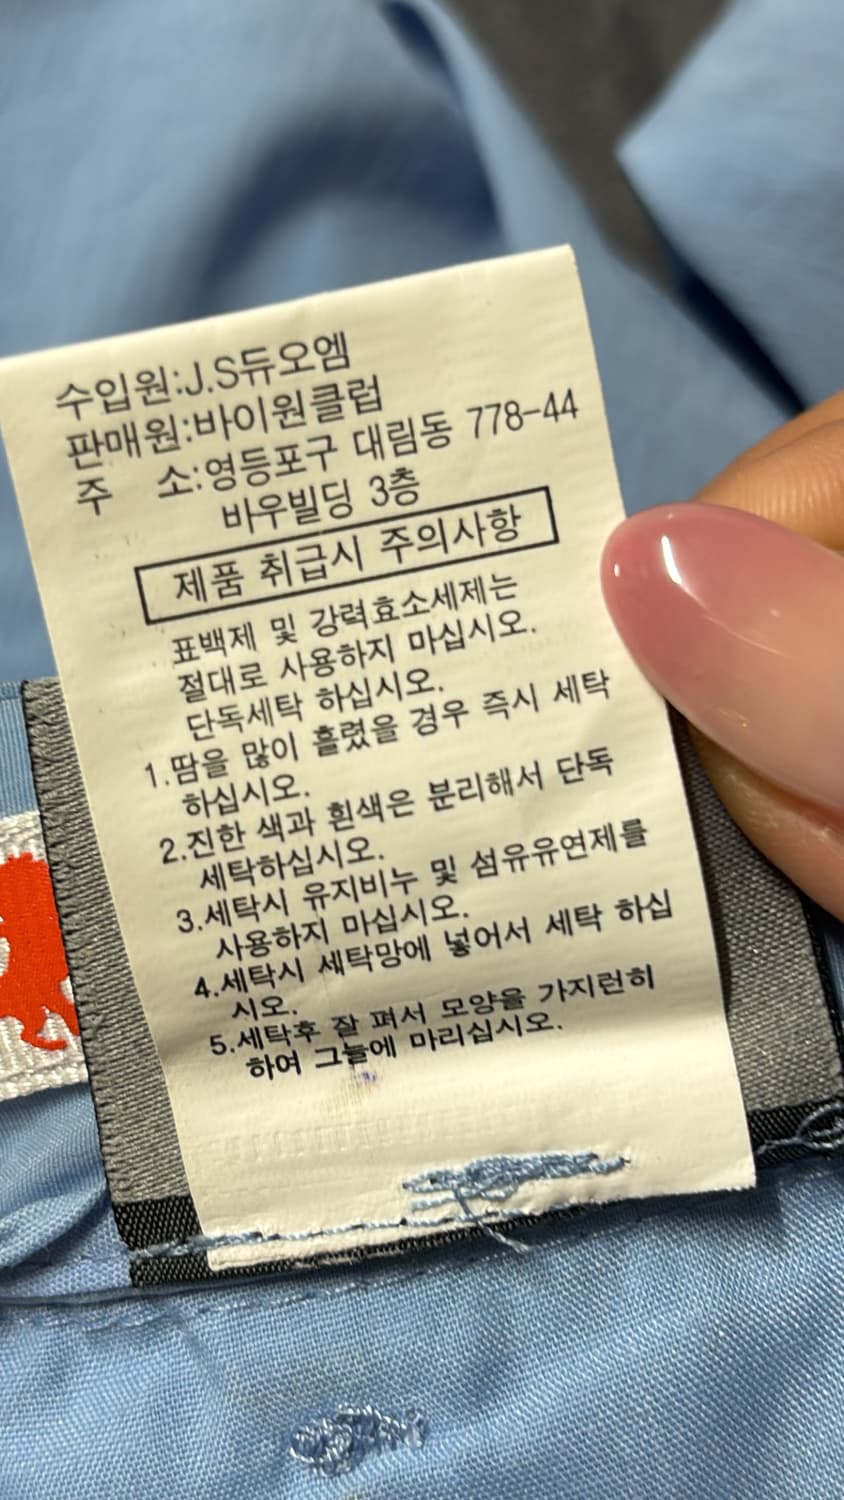 수입원:J.S듀오엠
판매원:바이원클럽
주 소:영등포구 대림동 778-44
바우빌딩 3층
제품 취급시 주의사항
표백제 및 강력효소세제는
절대로 사용하지 마십시오.
단독세탁 하십시오.
1.땀을 많이 흘렸을 경우 즉시 세탁
하십시오.
2.진한 색과 흰색은 분리해서 단독
세탁하십시오.
3.세탁시 유지비누 및 섬유유연제를
사용하지 마십시오.
4.세탁시 세탁망에 넣어서 세탁 하십
시오.
5.세탁후 잘 펴서 모양을 가지런히
하여 그늘에 마리십시오.